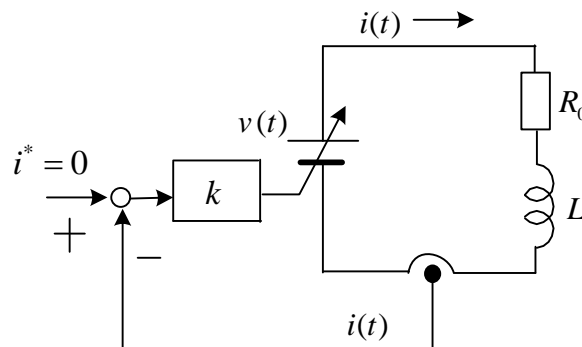 i(t)
R₀
v(t)
i* = 0
k
L
+
−
i(t)